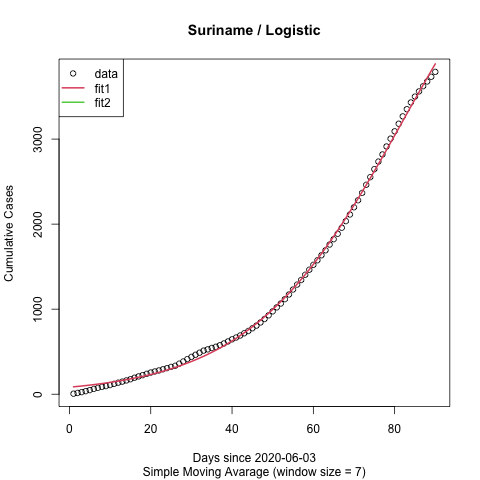 Suriname / Logistic
data
fit1
fit2
Cumulative Cases
0
1000
2000
3000
0
20
40
60
80
Days since 2020-06-03
Simple Moving Avarage (window size = 7)